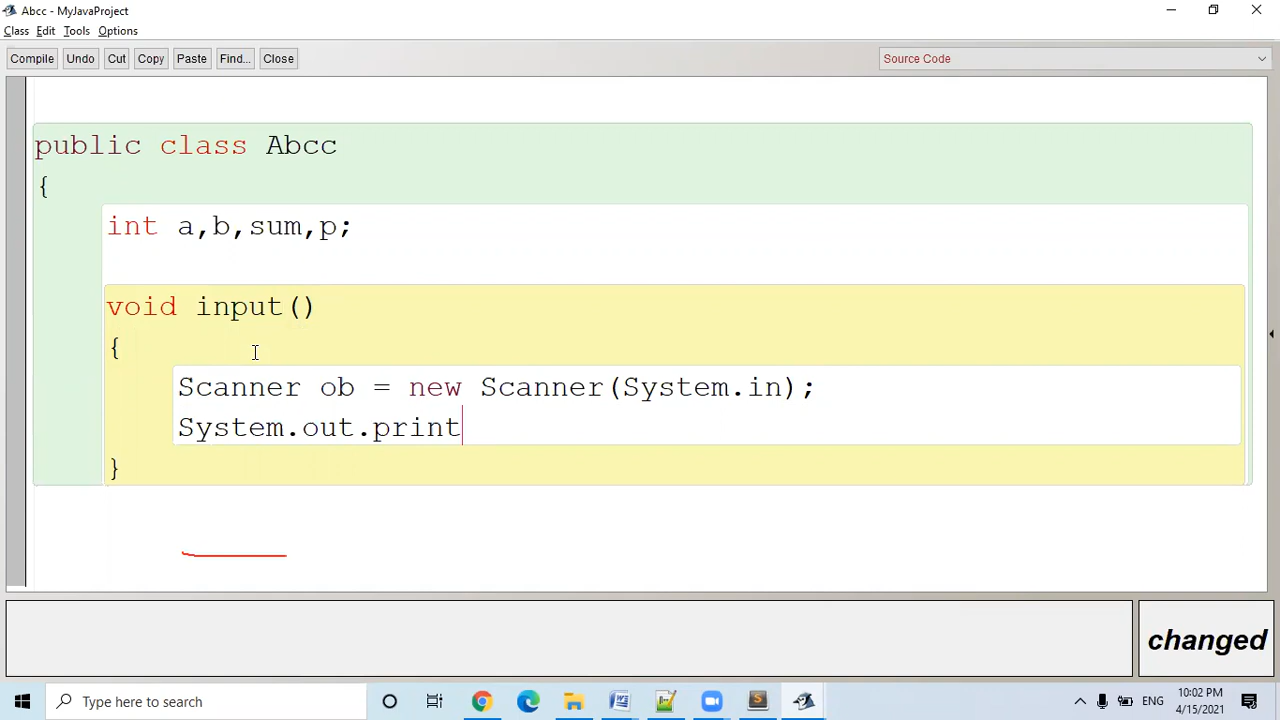 Abcc - MyJavaProject
Class Edit Tools Options
Compile Undo Cut Copy Paste Find... Close Source Code
public class Abcc
{
int a,b,sum,p;
void input()
{
Scanner ob = new Scanner(System.in);
System.out.print
}
changed
Type here to search
ENG
10:02 PM
4/15/2021